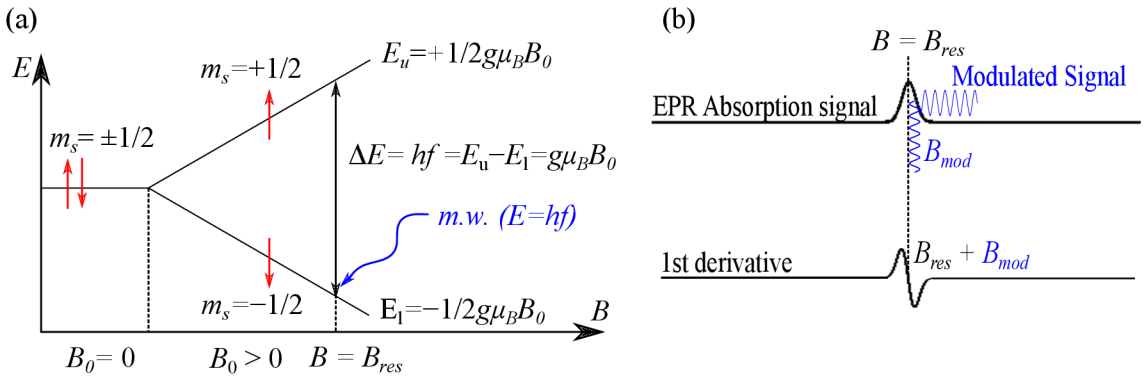 (a)
E
m_s=+1/2
E_u=+1/2gμ_BB_0
m_s=±1/2
ΔE= hf =E_u−E_l=gμ_BB_0
m.w. (E=hf)
m_s=−1/2
E_l=−1/2gμ_BB_0
B
B_0= 0
B_0 > 0
B = B_res
(b)
B = B_res
Modulated Signal
EPR Absorption signal
B_mod
1st derivative
B_res + B_mod